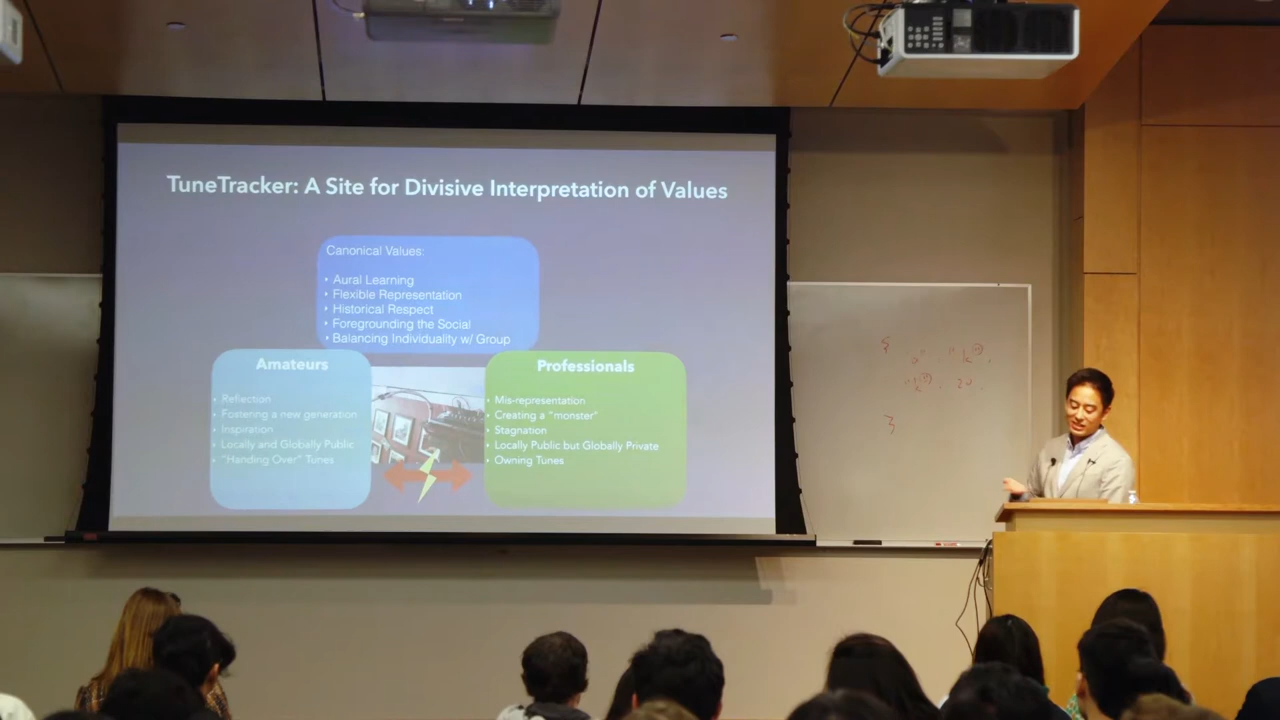 TuneTracker: A Site for Divisive Interpretation of Values
Canonical Values:
‣ Aural Learning
‣ Flexible Representation
‣ Historical Respect
‣ Foregrounding the Social
‣ Balancing Individuality w/ Group
Amateurs
• Reflection
• Fostering a new generation
• Inspiration
• Locally and Globally Public
• "Handing Over" Tunes
Professionals
• Mis-representation
• Creating a "monster"
• Stagnation
• Locally Public but Globally Private
• Owning Tunes